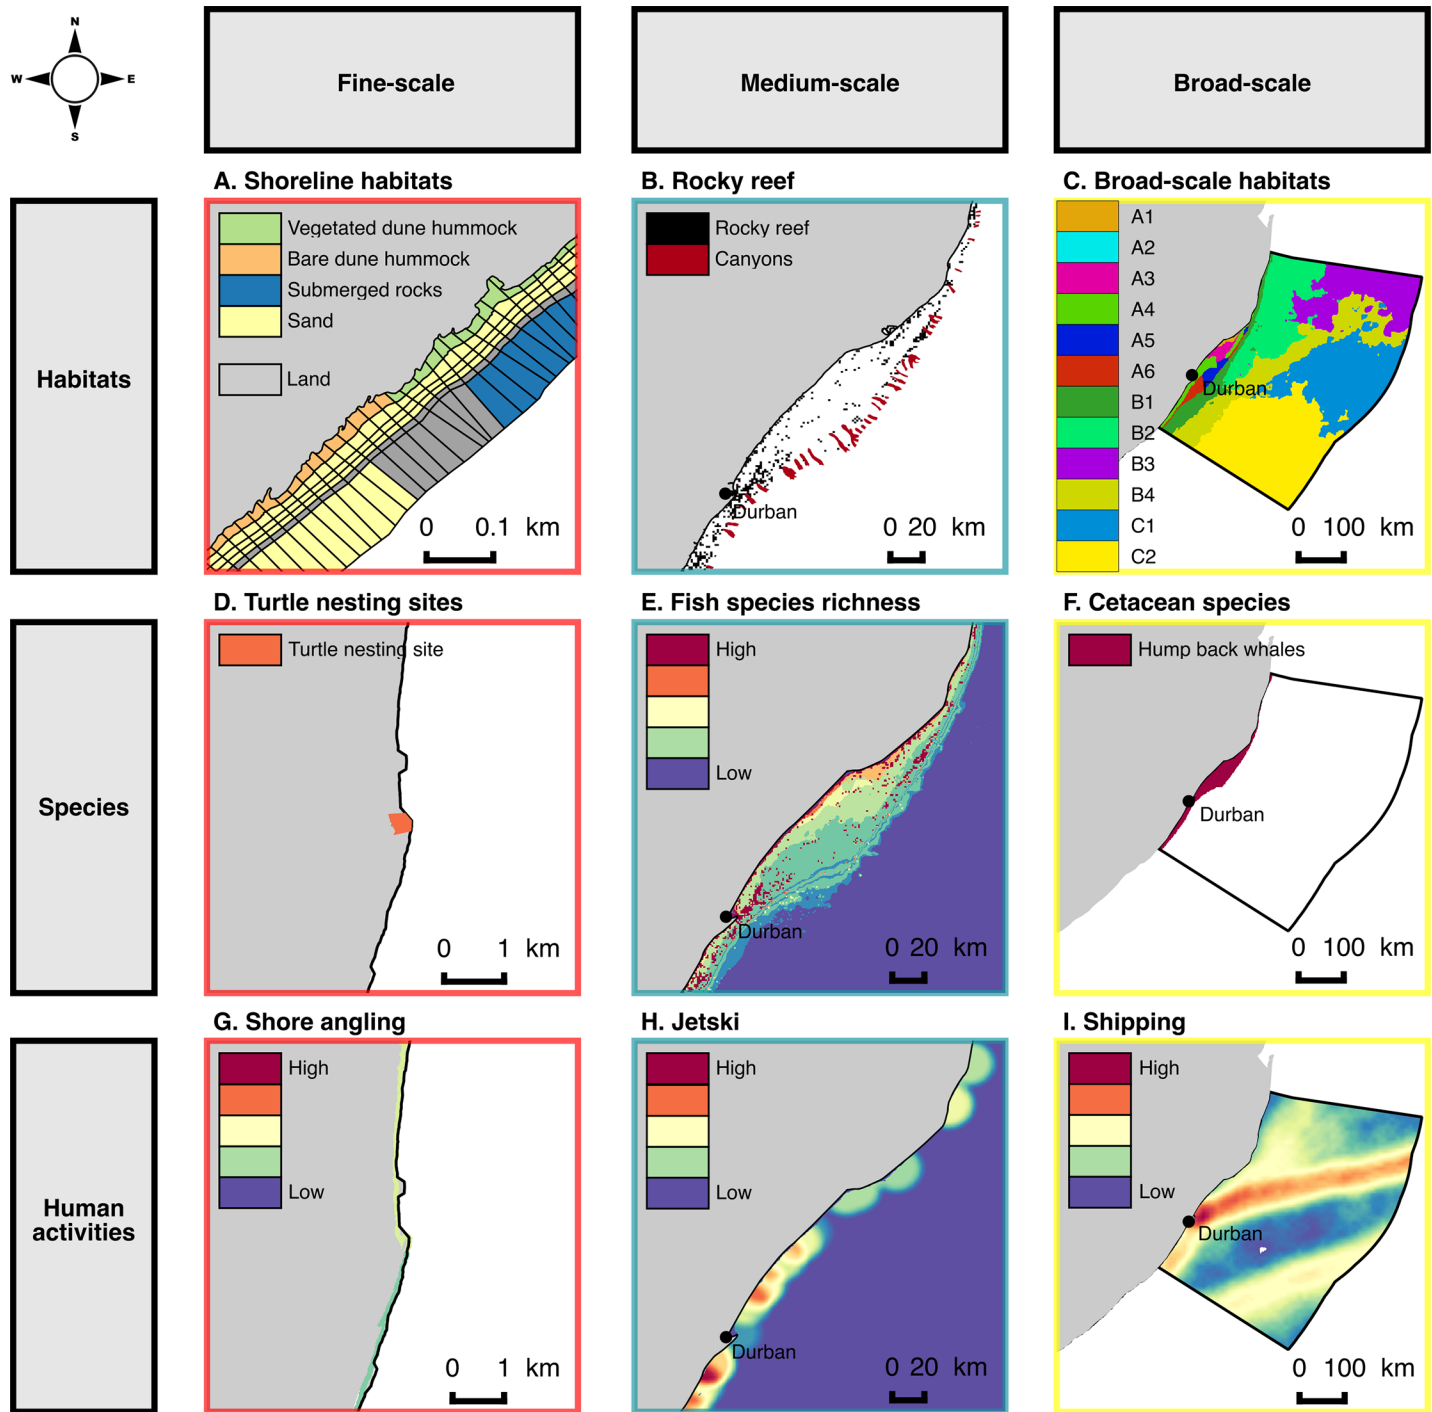 N
W
E
S
Fine-scale
Medium-scale
Broad-scale
Habitats
A. Shoreline habitats
Vegetated dune hummock
Bare dune hummock
Submerged rocks
Sand
Land
0 0.1 km
B. Rocky reef
Rocky reef
Canyons
Durban
0 20 km
C. Broad-scale habitats
A1
A2
A3
A4
A5
A6
B1
B2
B3
B4
C1
C2
Durban
0 100 km
Species
D. Turtle nesting sites
Turtle nesting site
0 1 km
E. Fish species richness
High
Low
Durban
0 20 km
F. Cetacean species
Hump back whales
Durban
0 100 km
Human
activities
G. Shore angling
High
Low
0 1 km
H. Jetski
High
Low
Durban
0 20 km
I. Shipping
High
Low
Durban
0 100 km